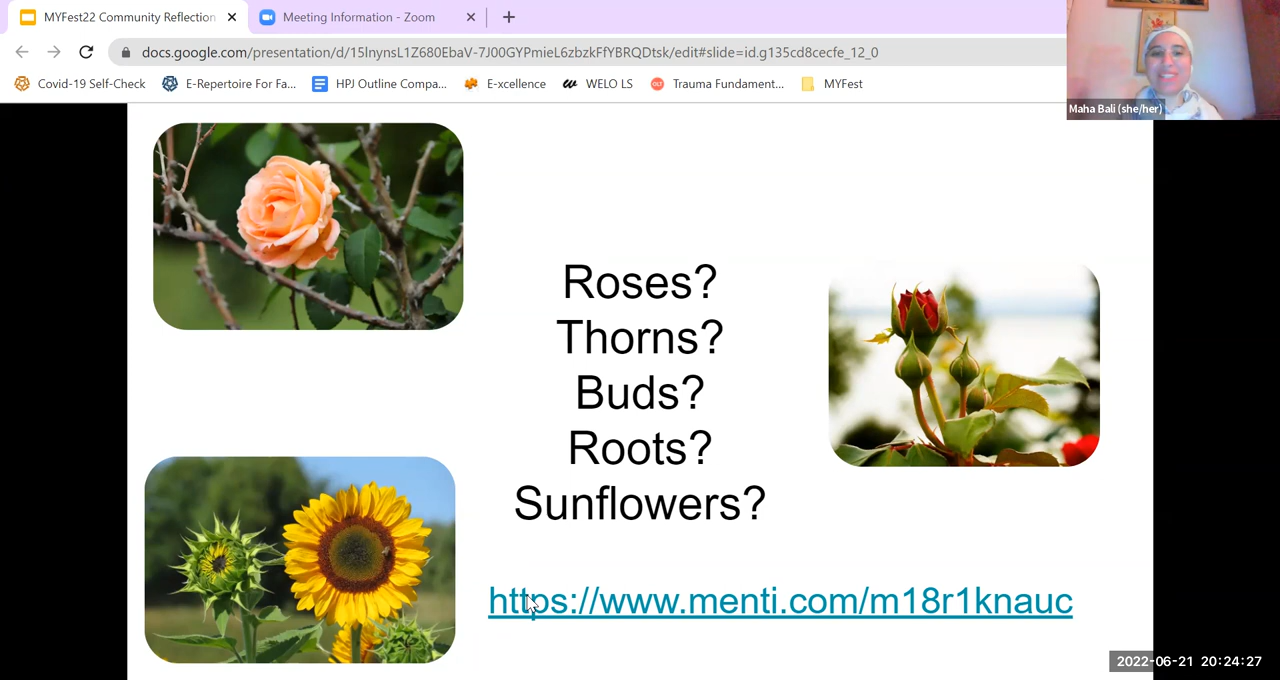 MYFest22 Community Reflection
Meeting Information - Zoom
docs.google.com/presentation/d/15lnynsL1Z680EbaV-7J00GYPmieL6zbzkFfYBRQDtsk/edit#slide=id.g135cd8cecfe_12_0
Covid-19 Self-Check
E-Repertoire For Fa...
HPJ Outline Compa...
E-xcellence
WELO LS
OLT
Trauma Fundament...
MYFest
Maha Bali (she/her)
Roses?
Thorns?
Buds?
Roots?
Sunflowers?
https://www.menti.com/m18r1knauc
2022-06-21 20:24:27